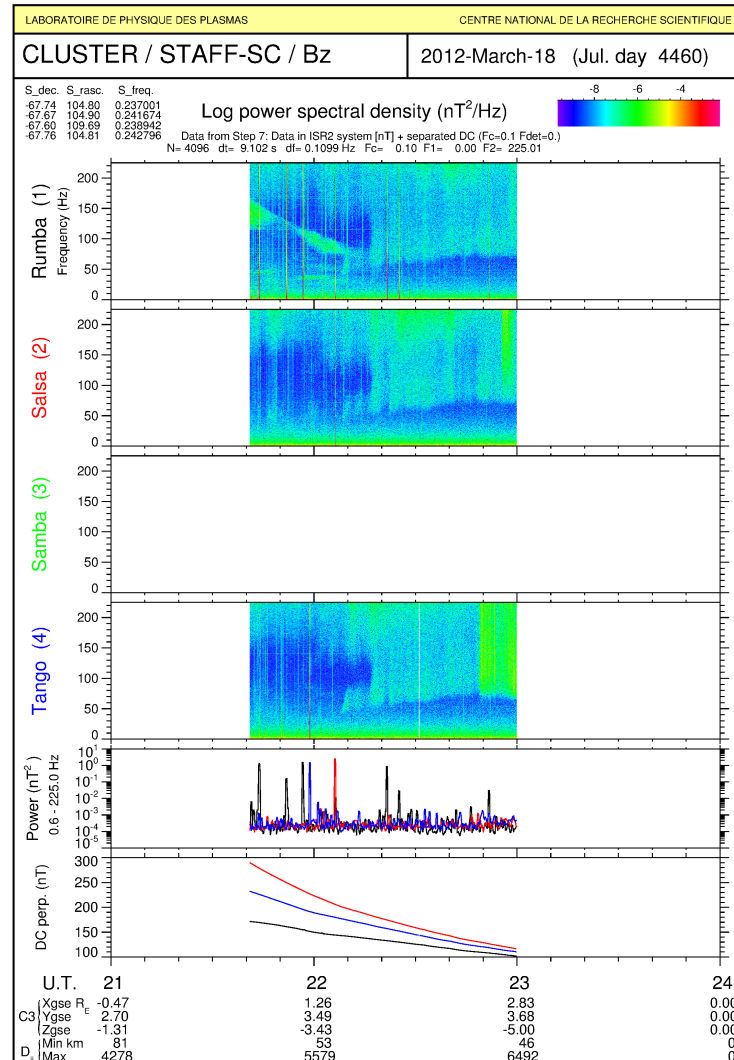 LABORATOIRE DE PHYSIQUE DES PLASMAS
CENTRE NATIONAL DE LA RECHERCHE SCIENTIFIQUE
CLUSTER / STAFF-SC / Bz
2012-March-18 (Jul. day 4460)
S_dec. S_rasc. S_freq.
-67.74 104.80 0.237001
-67.67 104.90 0.241674
-67.60 109.69 0.238942
-67.76 104.81 0.242796
Log power spectral density (nT2/Hz)
-8 -6 -4
Data from Step 7: Data in ISR2 system [nT] + separated DC (Fc=0.1 Fdet=0.)
N= 4096 dt= 9.102 s df= 0.1099 Hz Fc= 0.10 F1= 0.00 F2= 225.01
Rumba (1)
Frequency (Hz)
200
150
100
50
0
Salsa (2)
200
150
100
50
0
Samba (3)
200
150
100
50
0
Tango (4)
200
150
100
50
0
Power (nT2)
0.6 - 225.0 Hz
10^1
10^0
10^-1
10^-2
10^-3
10^-4
10^-5
DC perp. (nT)
300
250
200
150
100
U.T. 21 22 23 24
C3
Xgse RE -0.47 1.26 2.83 0.00
Ygse 2.70 3.49 3.68 0.00
Zgse -1.31 -3.43 -5.00 0.00
D
Min km 81 53 46 0
Max 4278 5579 6492 0